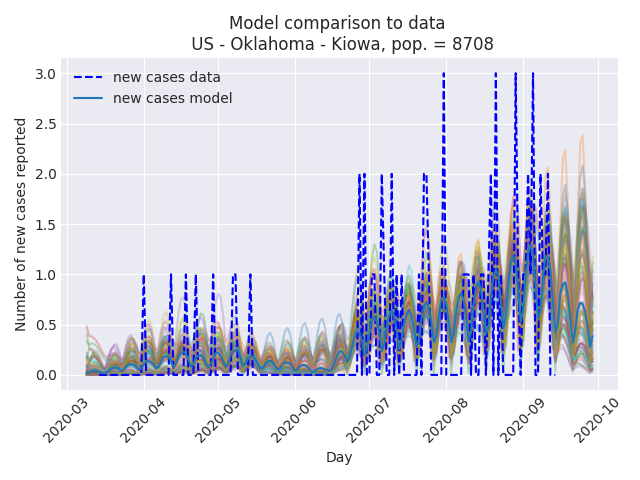 Model comparison to data
US - Oklahoma - Kiowa, pop. = 8708
new cases data
new cases model
Number of new cases reported
3.0
2.5
2.0
1.5
1.0
0.5
0.0
2020-03
2020-04
2020-05
2020-06
2020-07
2020-08
2020-09
2020-10
Day